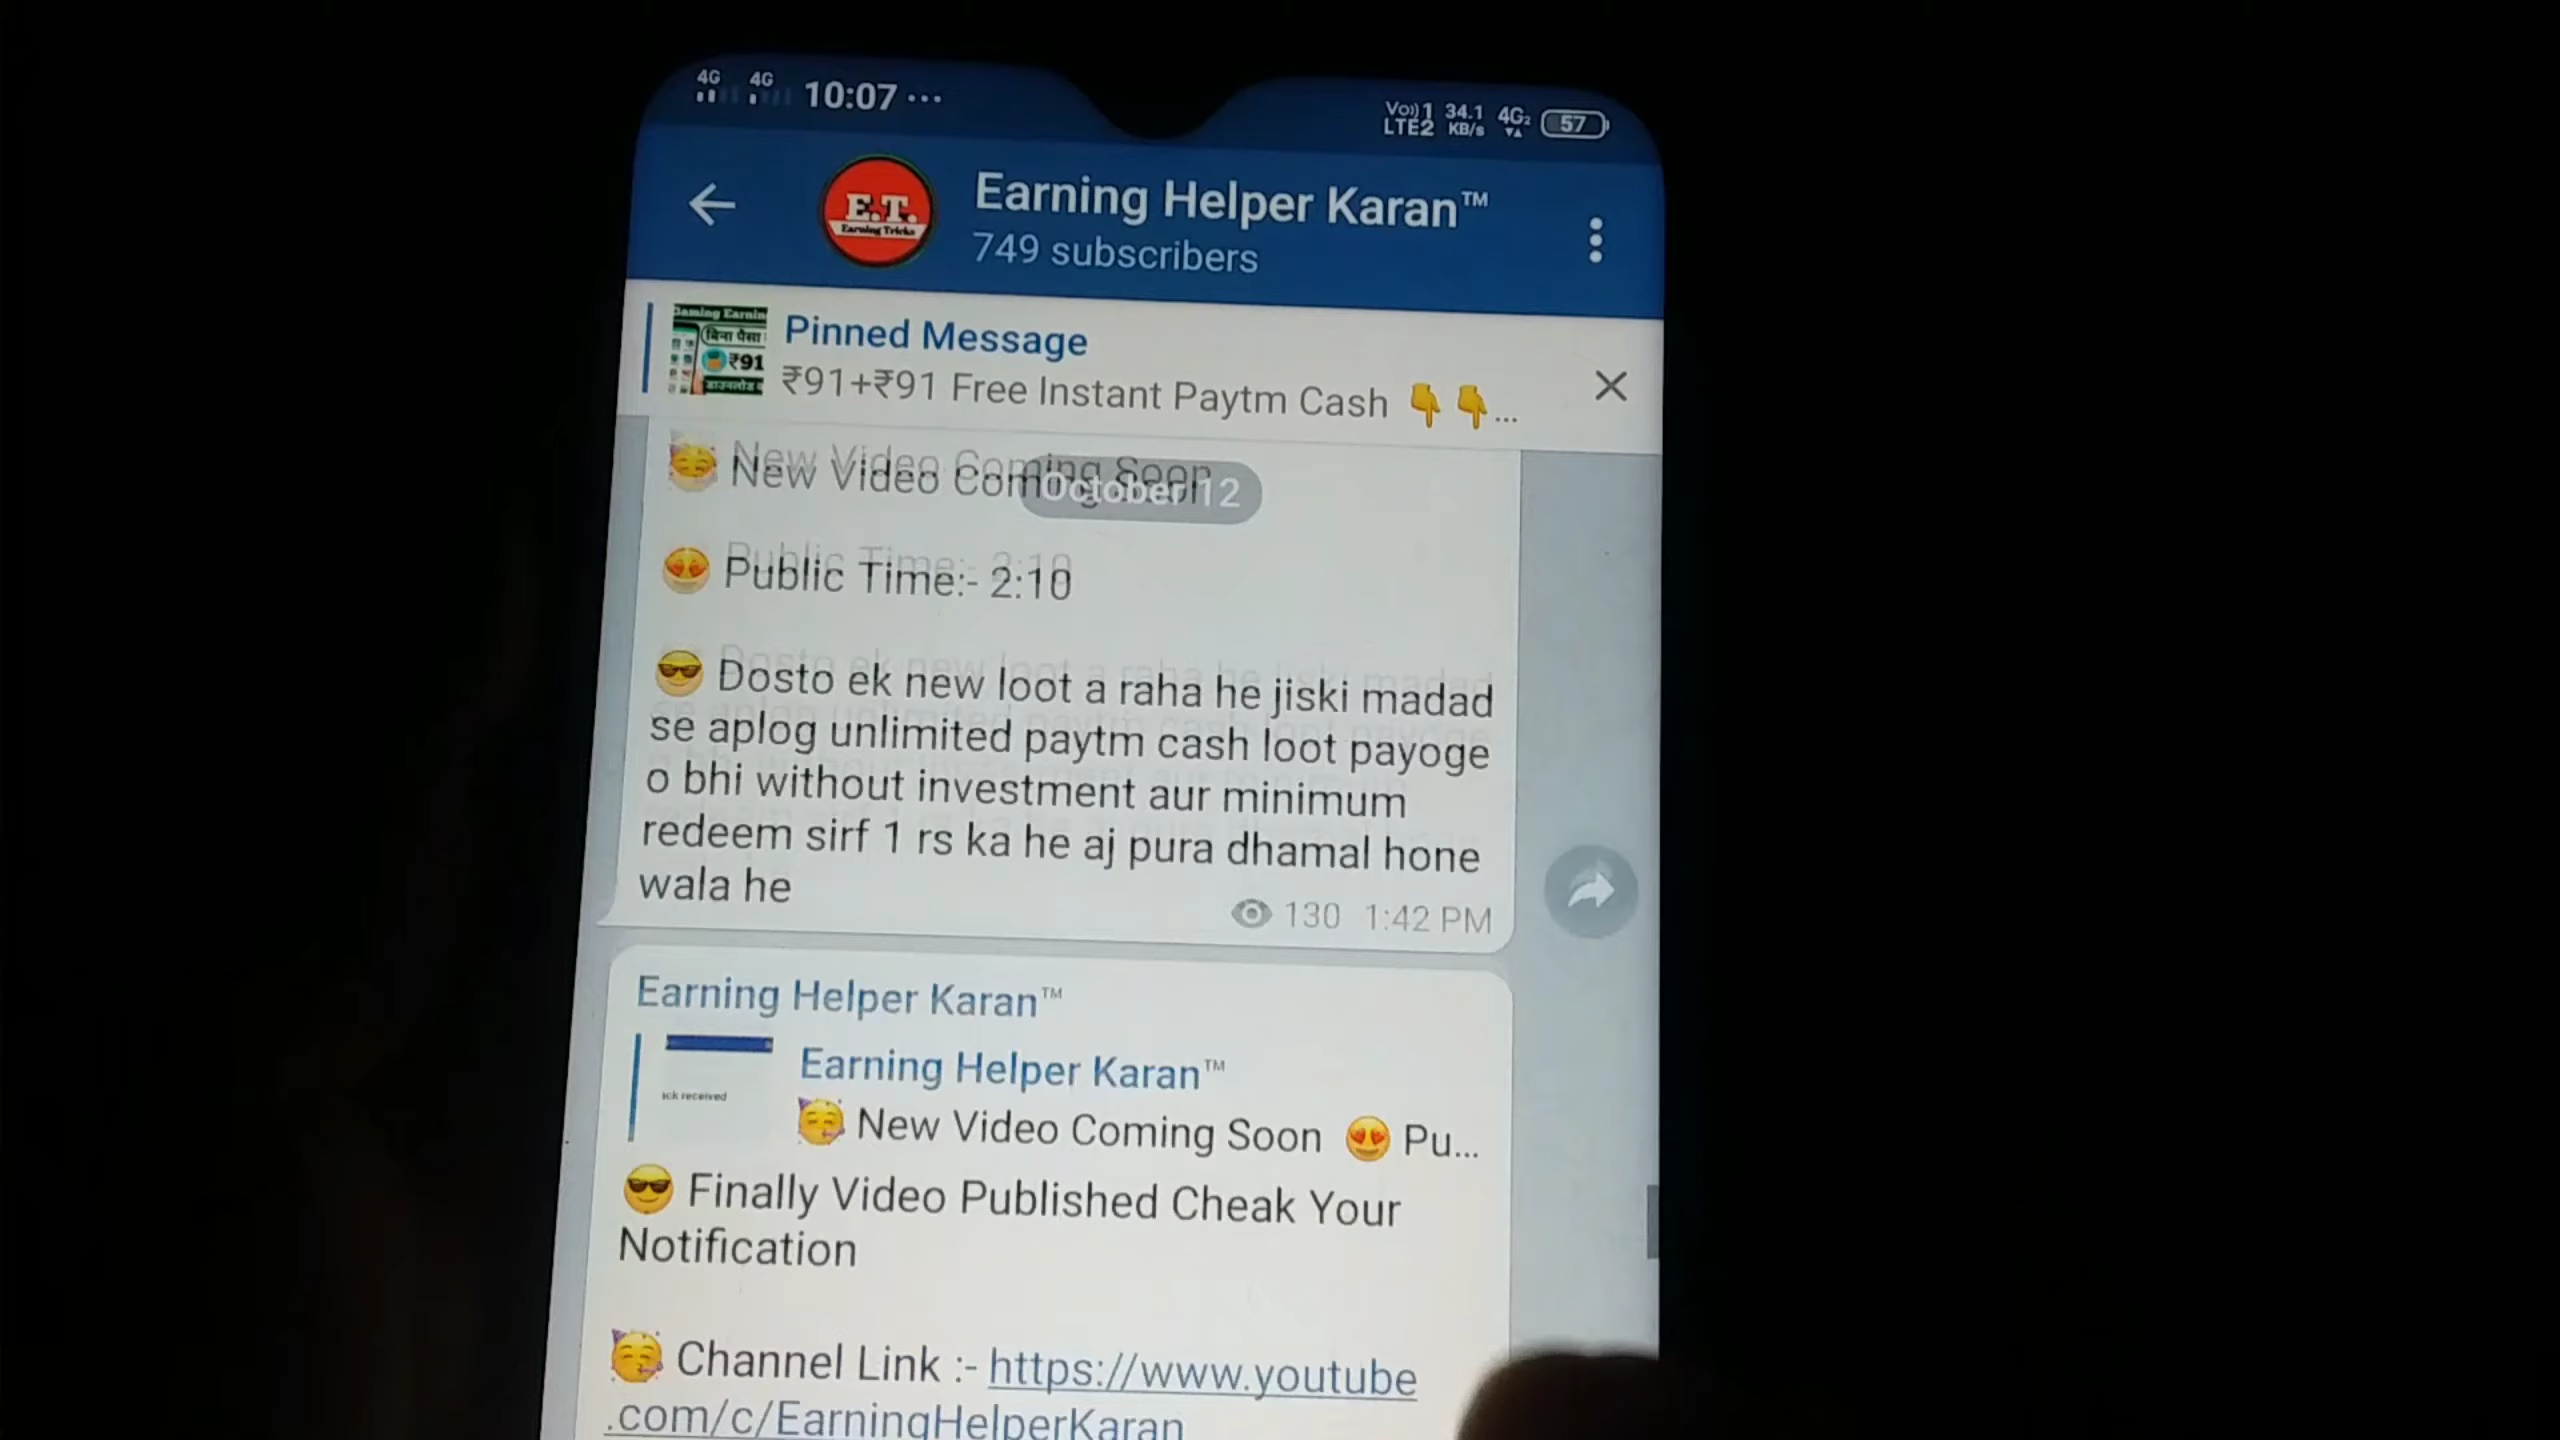 4G 4G 10:07 ... Vo))1 LTE2 34.1 KB/s 4G2 57
E.T.
Earning Tricks
Earning Helper Karan™
749 subscribers
Pinned Message
₹91+₹91 Free Instant Paytm Cash 👇👇...
बिना पैसा
₹91
🥳 New Video Coming Soon
October 12
😍 Public Time:- 2:10
😎 Dosto ek new loot a raha he jiski madad
se aplog unlimited paytm cash loot payoge
o bhi without investment aur minimum
redeem sirf 1 rs ka he aj pura dhamal hone
wala he
130 1:42 PM
Earning Helper Karan™
Earning Helper Karan™
ick received
🥳 New Video Coming Soon 😍 Pu...
😎 Finally Video Published Cheak Your
Notification
🥳 Channel Link :- https://www.youtube
.com/c/EarningHelperKaran